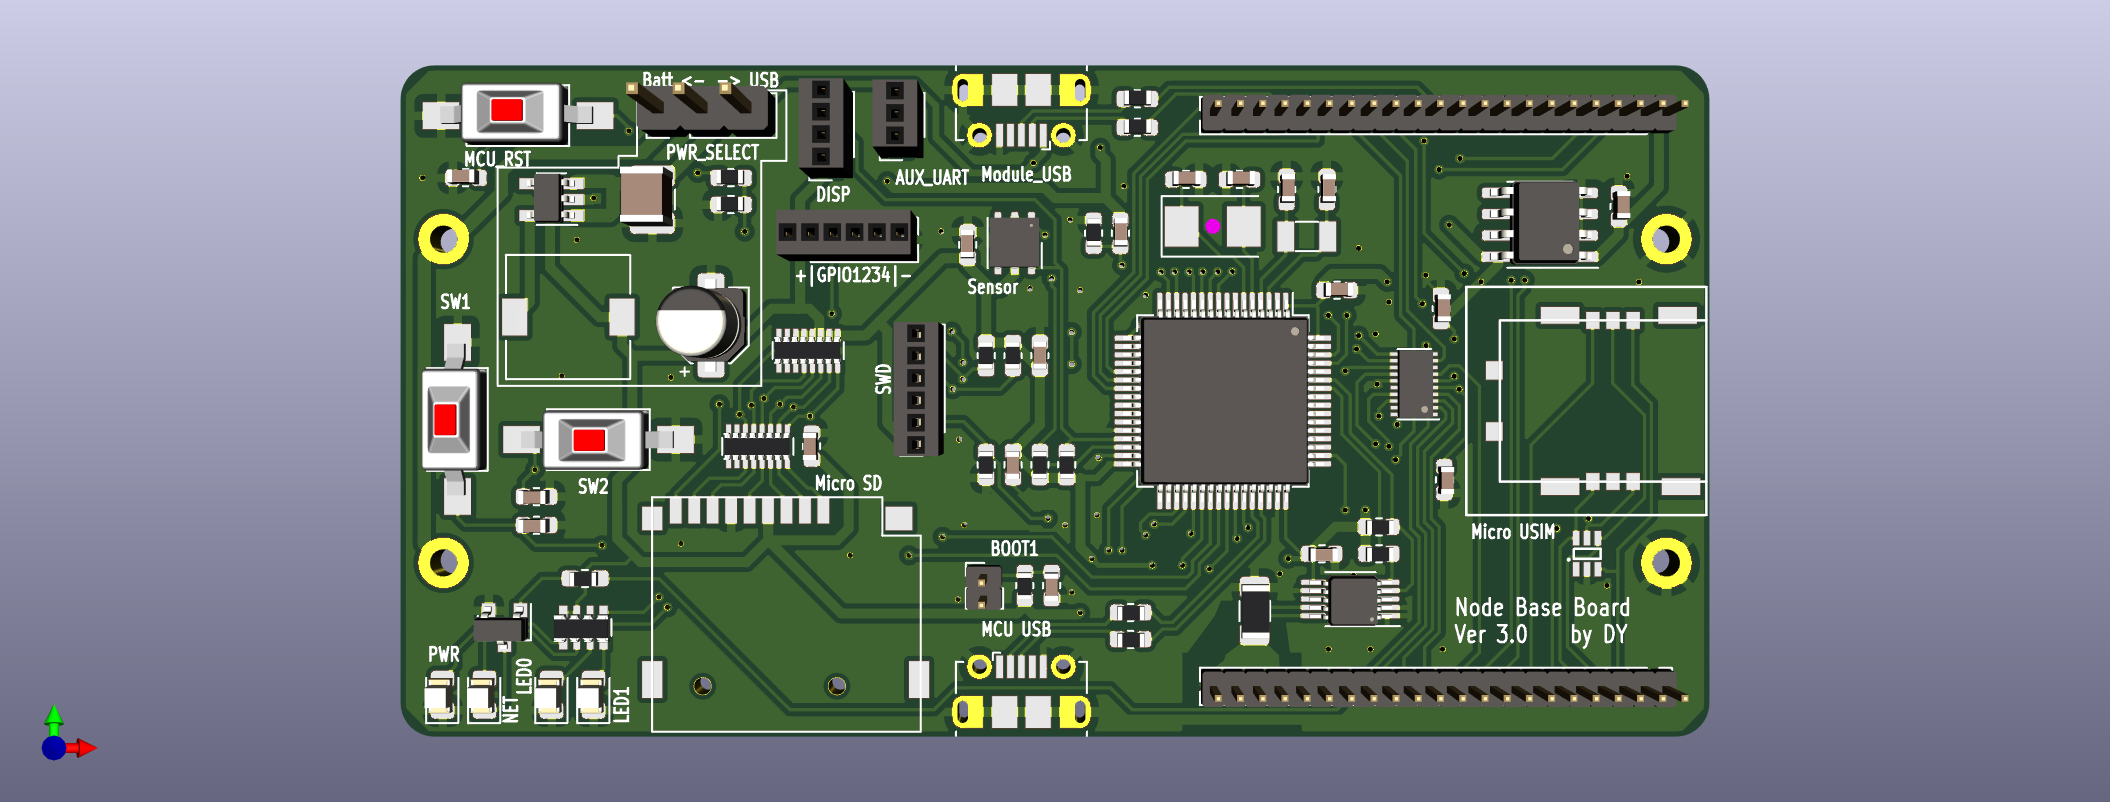 Batt <- -> USB
MCU_RST
PWR_SELECT
DISP
AUX_UART
Module_USB
+|GPIO1234|-
Sensor
SW1
+
SWD
SW2
Micro SD
Micro USIM
BOOT1
MCU USB
Node Base Board
Ver 3.0 by DY
PWR
NET
LED0
LED1